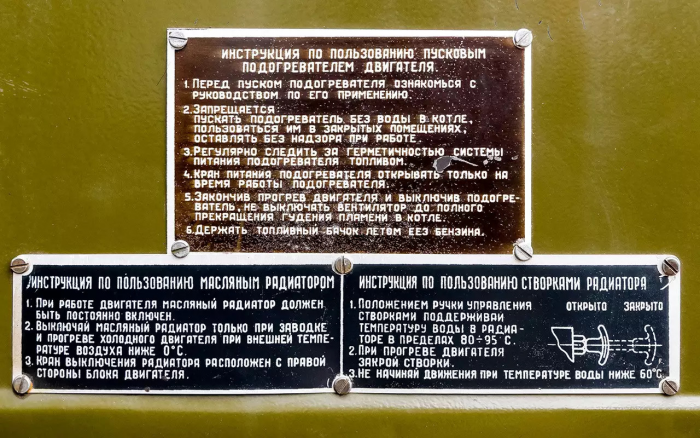 ИНСТРУКЦИЯ ПО ПОЛЬЗОВАНИЮ ПУСКОВЫМ
ПОДОГРЕВАТЕЛЕМ ДВИГАТЕЛЯ.
1. ПЕРЕД ПУСКОМ ПОДОГРЕВАТЕЛЯ ОЗНАКОМЬСЯ С
РУКОВОДСТВОМ ПО ЕГО ПРИМЕНЕНИЮ.
2. ЗАПРЕЩАЕТСЯ:
ПУСКАТЬ ПОДОГРЕВАТЕЛЬ БЕЗ ВОДЫ В КОТЛЕ,
ПОЛЬЗОВАТЬСЯ ИМ В ЗАКРЫТЫХ ПОМЕЩЕНИЯХ,
ОСТАВЛЯТЬ БЕЗ НАДЗОРА ПРИ РАБОТЕ.
3. РЕГУЛЯРНО СЛЕДИТЬ ЗА ГЕРМЕТИЧНОСТЬЮ СИСТЕМЫ
ПИТАНИЯ ПОДОГРЕВАТЕЛЯ ТОПЛИВОМ.
4. КРАН ПИТАНИЯ ПОДОГРЕВАТЕЛЯ ОТКРЫВАТЬ ТОЛЬКО НА
ВРЕМЯ РАБОТЫ ПОДОГРЕВАТЕЛЯ.
5. ЗАКОНЧИВ ПРОГРЕВ ДВИГАТЕЛЯ И ВЫКЛЮЧИВ ПОДОГРЕ-
ВАТЕЛЬ, НЕ ВЫКЛЮЧАТЬ ВЕНТИЛАТОР ДО ПОЛНОГО
ПРЕКРАЩЕНИЯ ГУДЕНИЯ ПЛАМЕНИ В КОТЛЕ.
6. ДЕРЖАТЬ ТОПЛИВНЫЙ БАЧОК ЛЕТОМ БЕЗ БЕНЗИНА.
ИНСТРУКЦИЯ ПО ПОЛЬЗОВАНИЮ МАСЛЯНЫМ РАДИАТОРОМ
1. ПРИ РАБОТЕ ДВИГАТЕЛЯ МАСЛЯНЫЙ РАДИАТОР ДОЛЖЕН
БЫТЬ ПОСТОЯННО ВКЛЮЧЕН.
2. ВЫКЛЮЧАЙ МАСЛЯНЫЙ РАДИАТОР ТОЛЬКО ПРИ ЗАВОДКЕ
И ПРОГРЕВЕ ХОЛОДНОГО ДВИГАТЕЛЯ ПРИ ВНЕШНЕЙ ТЕМПЕ-
РАТУРЕ ВОЗДУХА НИЖЕ 0°С.
3. КРАН ВЫКЛЮЧЕНИЯ РАДИАТОРА РАСПОЛОЖЕН С ПРАВОЙ
СТОРОНЫ БЛОКА ДВИГАТЕЛЯ.
ИНСТРУКЦИЯ ПО ПОЛЬЗОВАНИЮ СТВОРКАМИ РАДИАТОРА
1. ПОЛОЖЕНИЕМ РУЧКИ УПРАВЛЕНИЯ
СТВОРКАМИ ПОДДЕРЖИВАЙ
ТЕМПЕРАТУРУ ВОДЫ В РАДИА-
ТОРЕ В ПРЕДЕЛАХ 80÷95°С.
2. ПРИ ПРОГРЕВЕ ДВИГАТЕЛЯ
ЗАКРОЙ СТВОРКИ.
3. НЕ НАЧИНАЙ ДВИЖЕНИЯ ПРИ ТЕМПЕРАТУРЕ ВОДЫ НИЖЕ 60°С
ОТКРЫТО ЗАКРЫТО